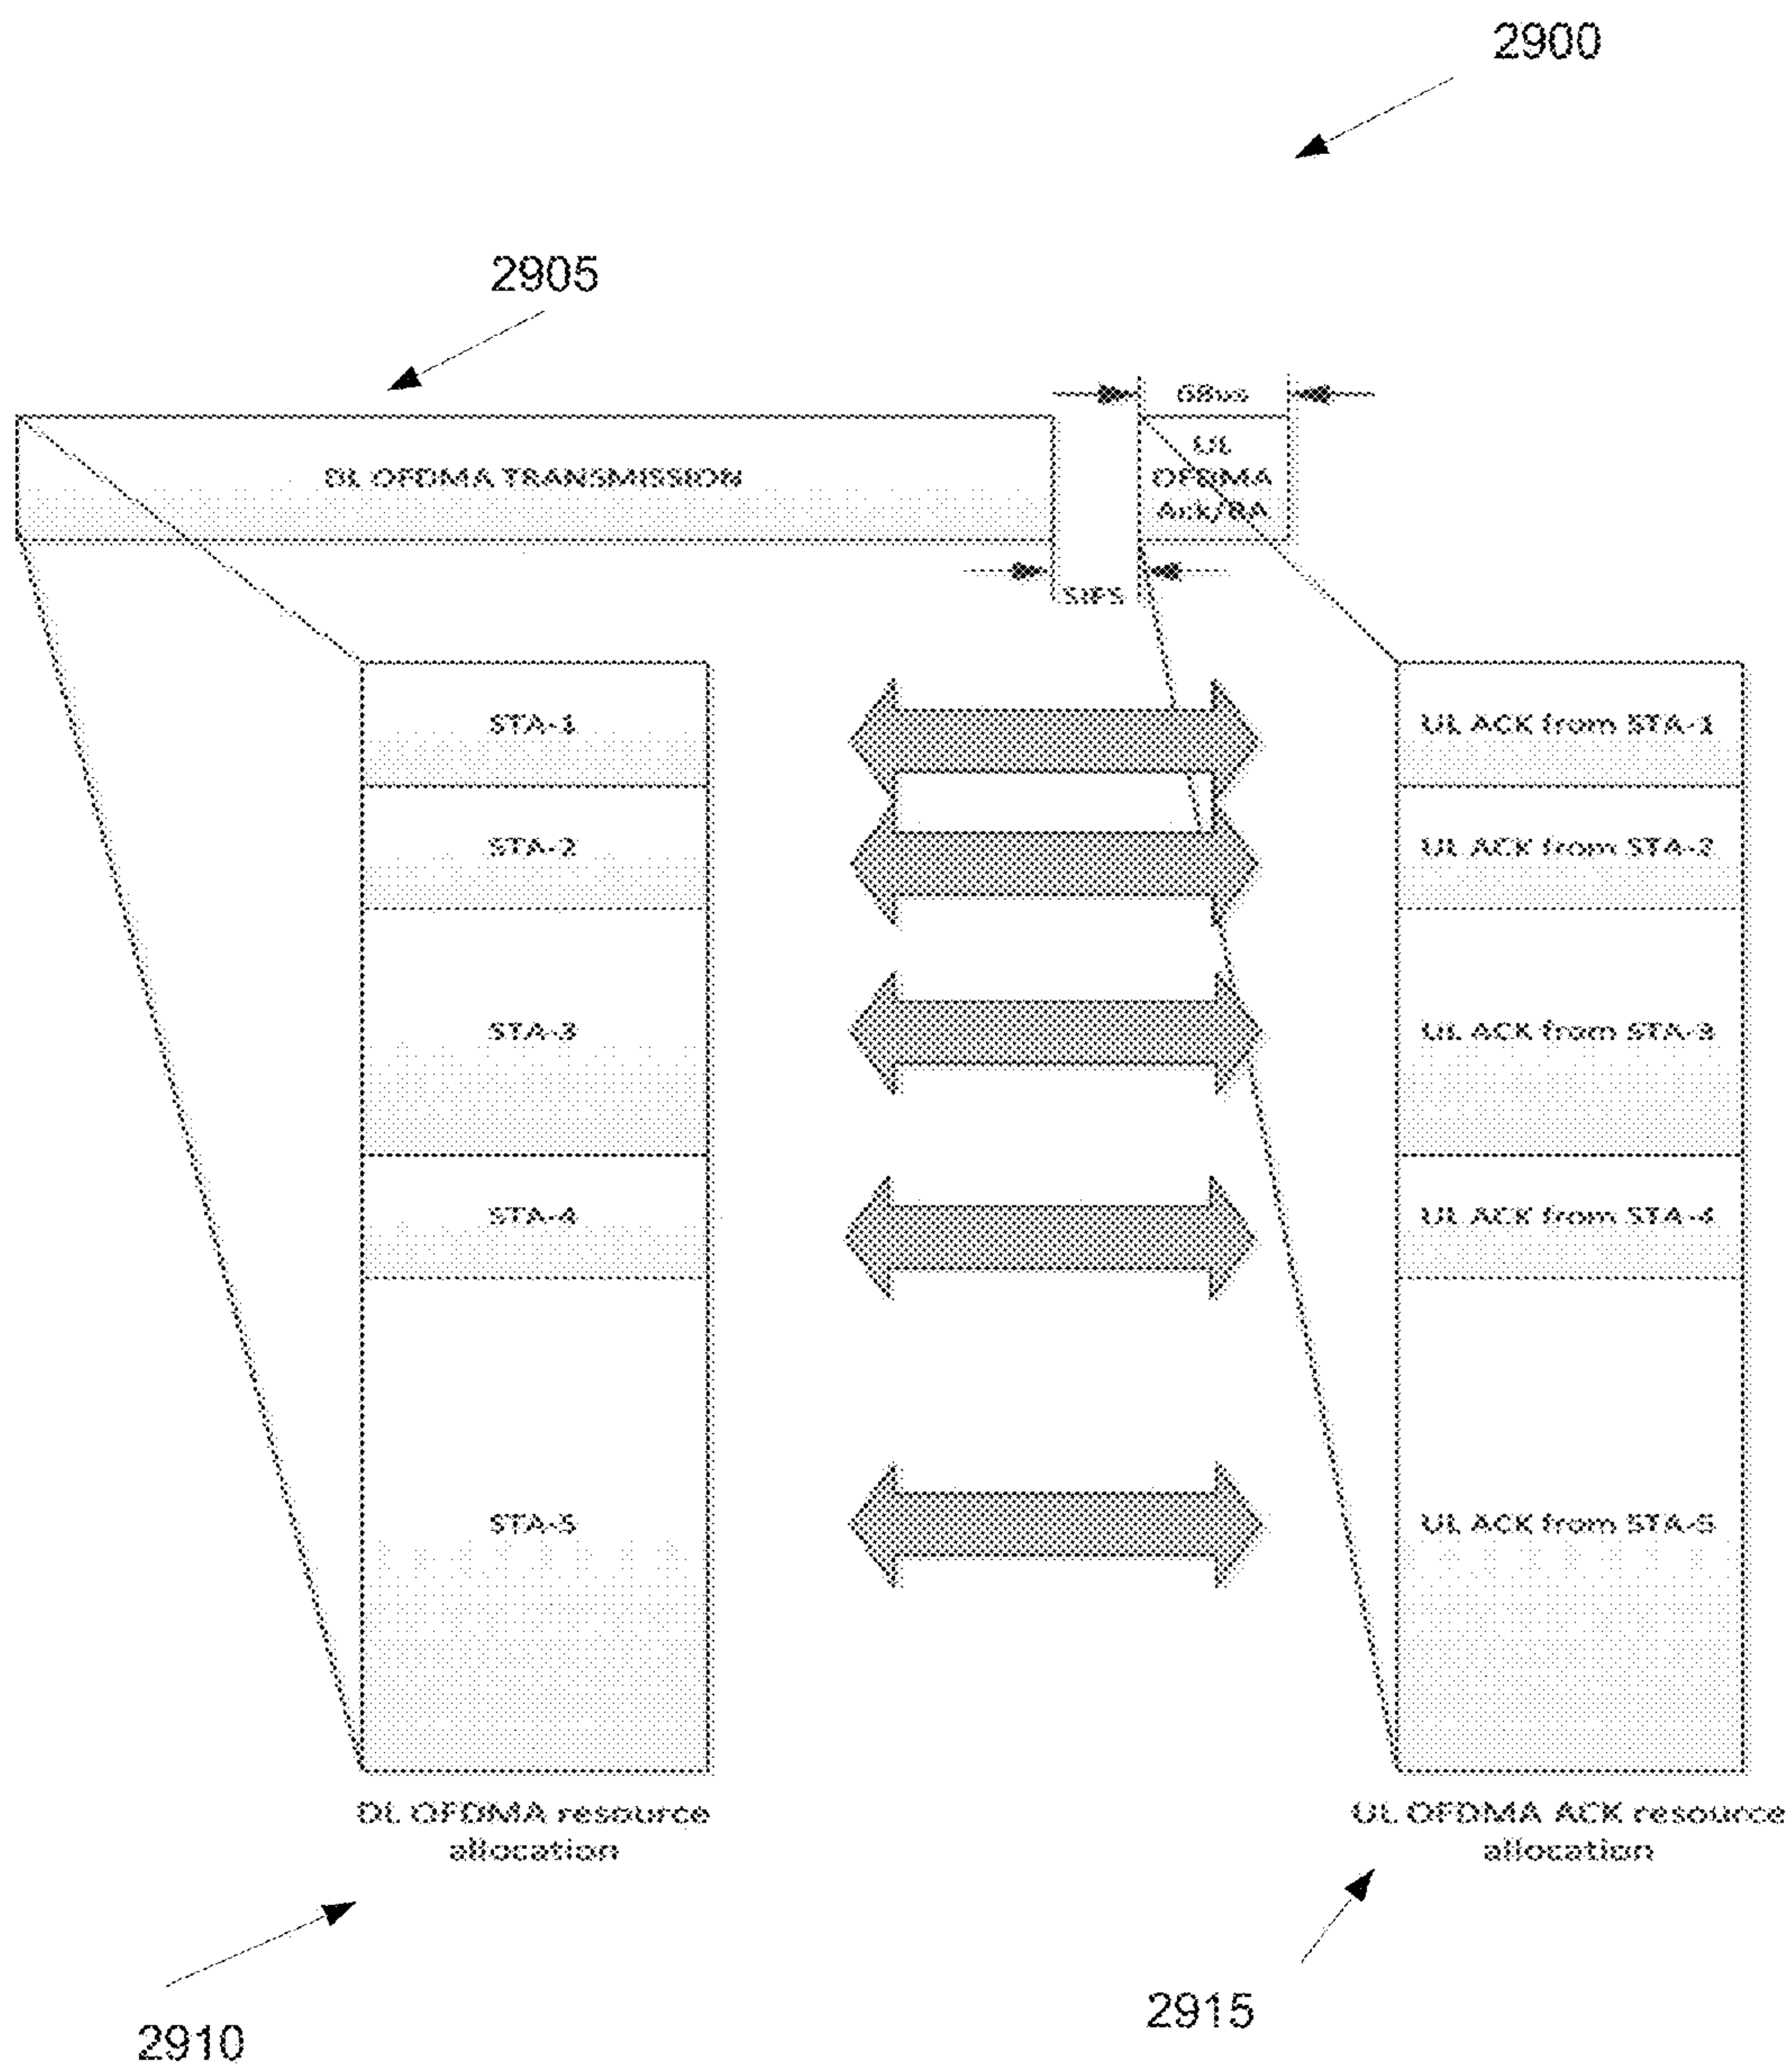 2900
2905
68us
DL OFDMA TRANSMISSION
UL
OFDMA
Ack/BA
SIFS
STA-1
UL ACK from STA-1
STA-2
UL ACK from STA-2
STA-3
UL ACK from STA-3
STA-4
UL ACK from STA-4
STA-5
UL ACK from STA-5
DL OFDMA resource
allocation
UL OFDMA ACK resource
allocation
2910
2915